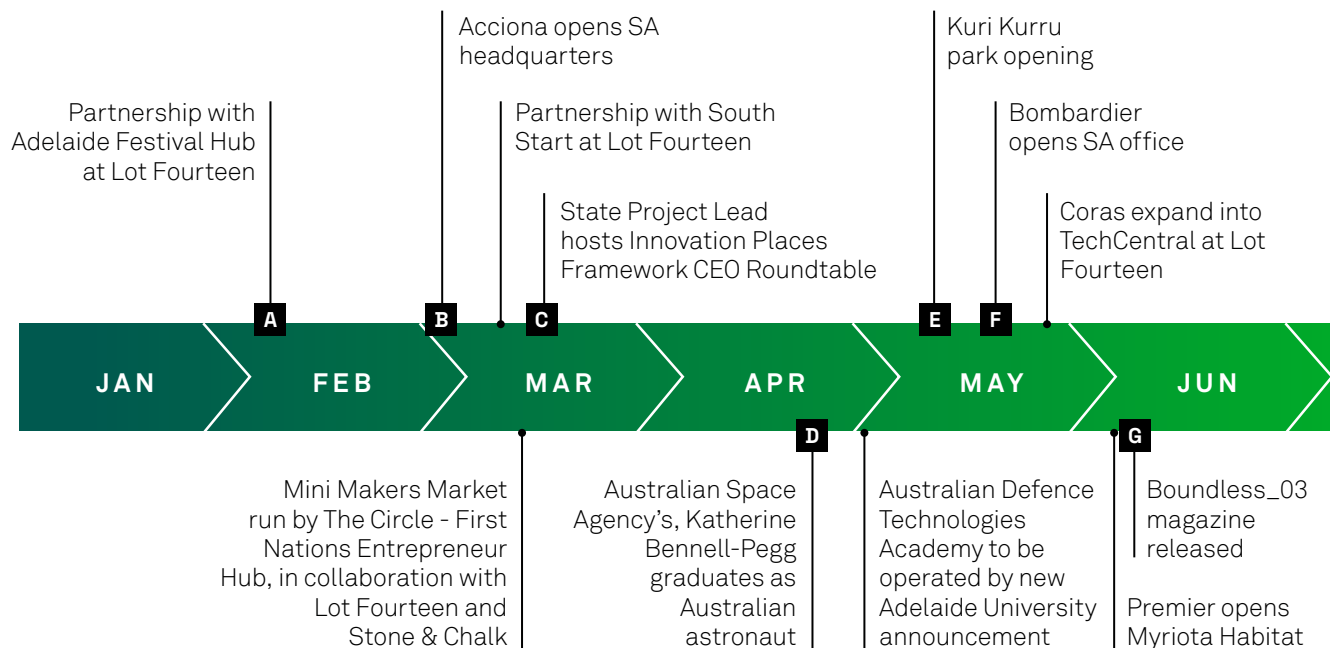 Acciona opens SA
headquarters
Kuri Kurru
park opening
Partnership with
Adelaide Festival Hub
at Lot Fourteen
Partnership with South
Start at Lot Fourteen
Bombardier
opens SA office
State Project Lead
hosts Innovation Places
Framework CEO Roundtable
Coras expand into
TechCentral at Lot
Fourteen
A
B
C
E
F
JAN
FEB
MAR
APR
MAY
JUN
D
G
Mini Makers Market
run by The Circle - First
Nations Entrepreneur
Hub, in collaboration with
Lot Fourteen and
Stone & Chalk
Australian Space
Agency’s, Katherine
Bennell-Pegg
graduates as
Australian
astronaut
Australian Defence
Technologies
Academy to be
operated by new
Adelaide University
announcement
Boundless_03
magazine
released
Premier opens
Myriota Habitat